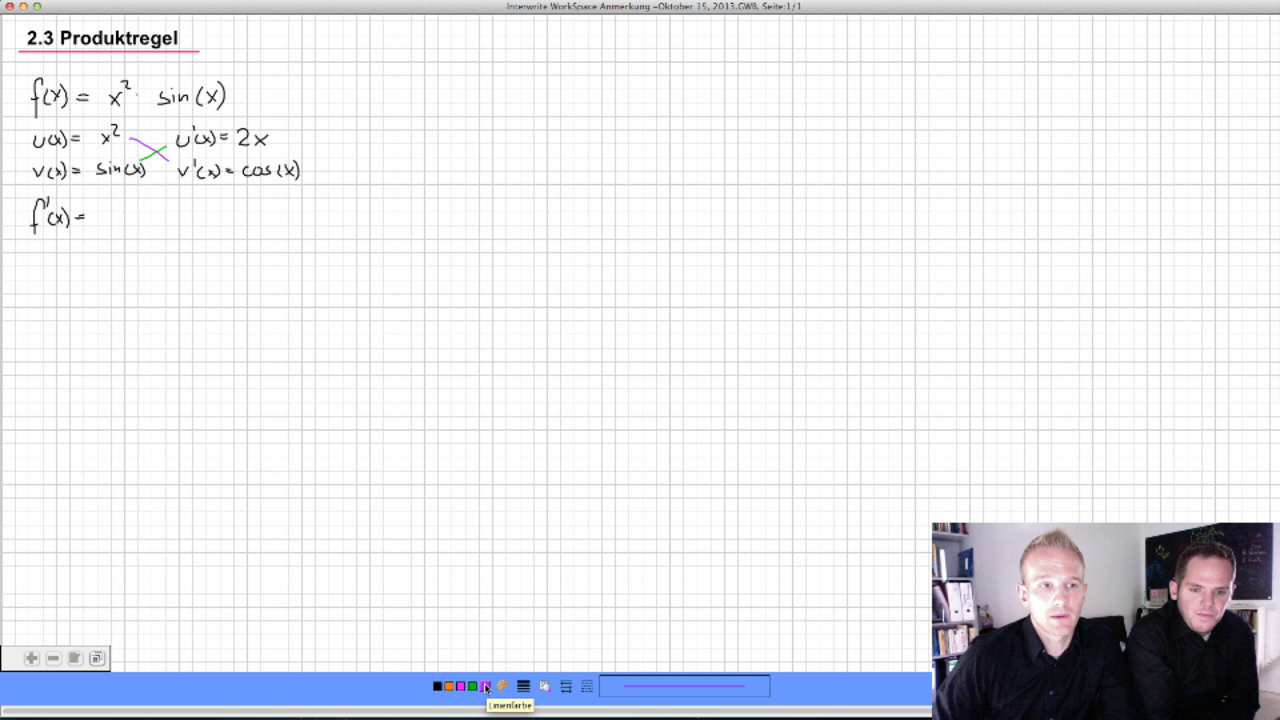 Interwrite WorkSpace Anmerkung -Oktober 15, 2013.GWB, Seite:1/1
2.3 Produktregel
f(x) = x² · sin(x)
u(x) = x² u'(x) = 2x
v(x) = sin(x) v'(x) = cos(x)
f'(x) =
Linienfarbe